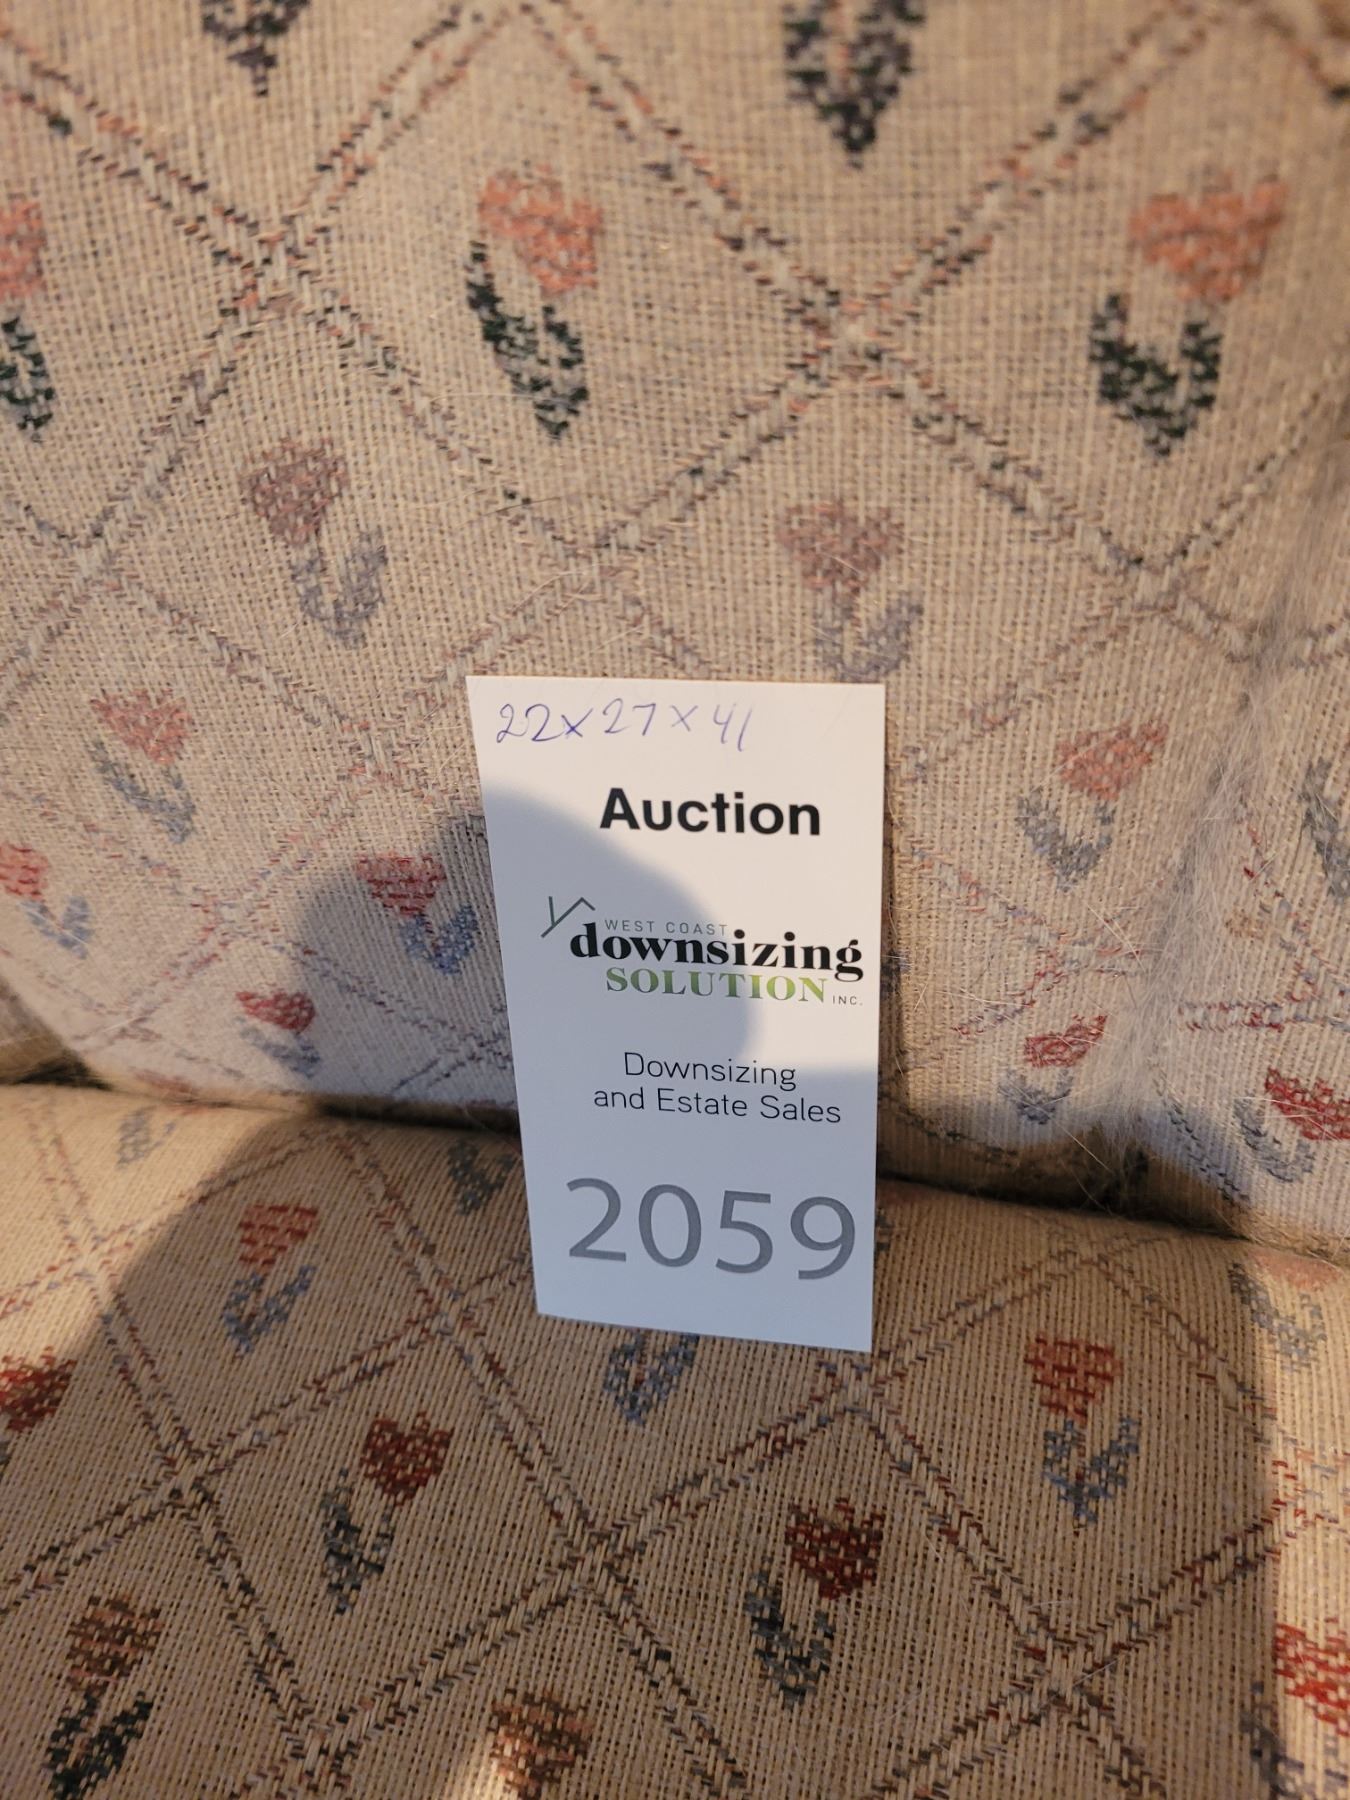 22x27x41
Auction
WEST COAST
downsizing
SOLUTION INC.
Downsizing
and Estate Sales
2059